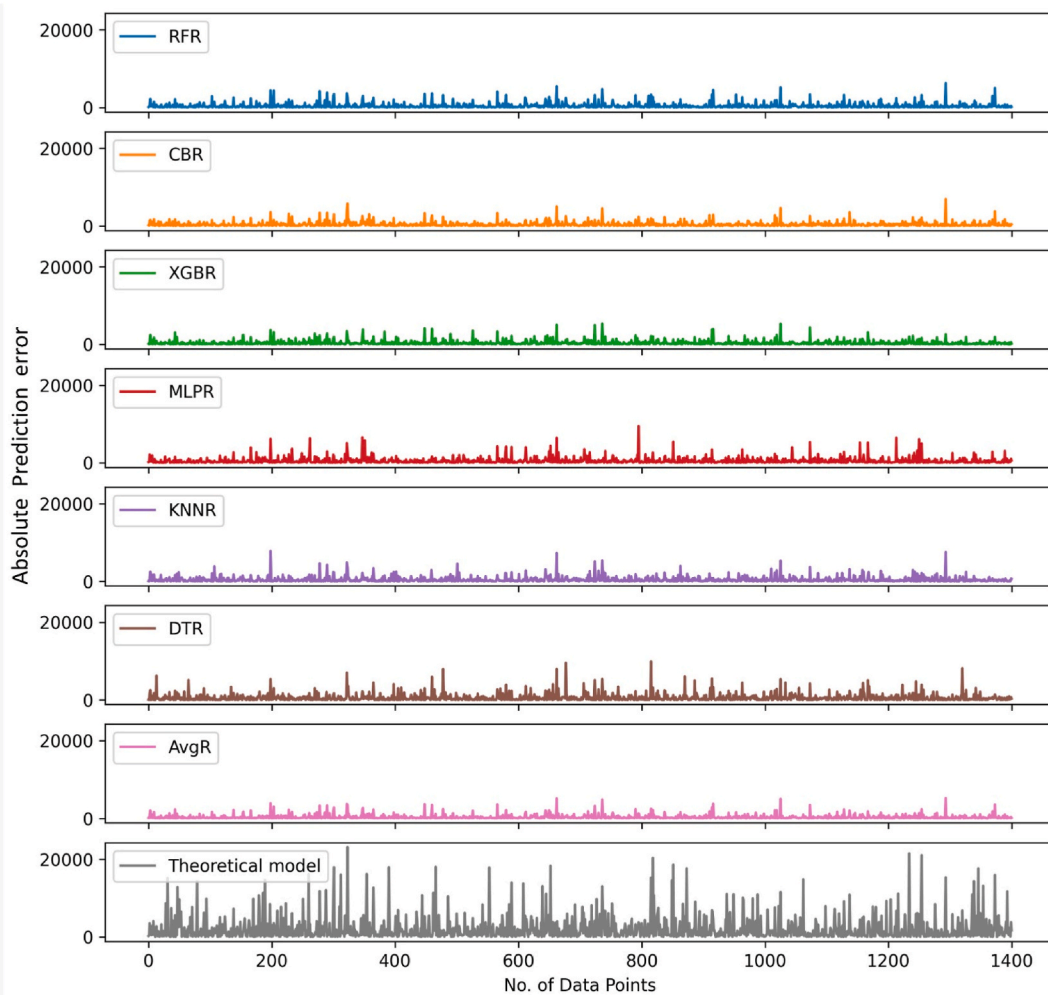 Absolute Prediction error
20000
RFR
0
20000
CBR
0
20000
XGBR
0
20000
MLPR
0
20000
KNNR
0
20000
DTR
0
20000
AvgR
0
20000
Theoretical model
0
0 200 400 600 800 1000 1200 1400
No. of Data Points